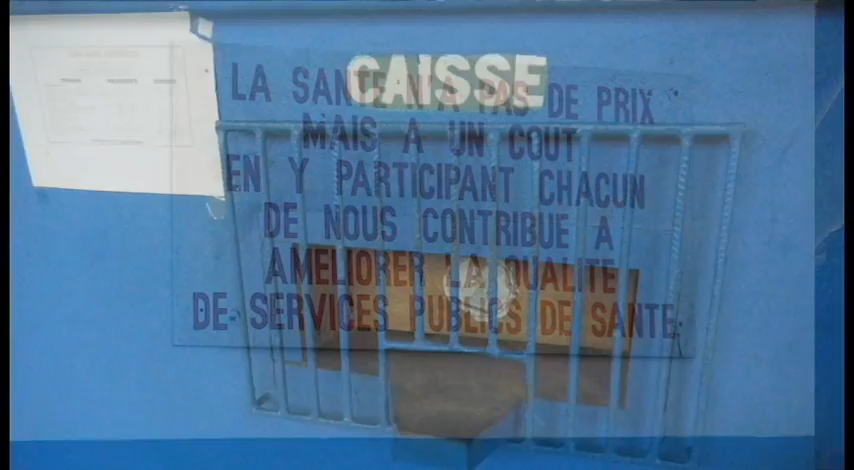 CAISSE
LA SANTE N'A PAS DE PRIX
MAIS A UN COUT
EN Y PARTICIPANT CHACUN
DE NOUS CONTRIBUE A
AMELIORER LA QUALITE
DE SERVICES PUBLICS DE SANTE